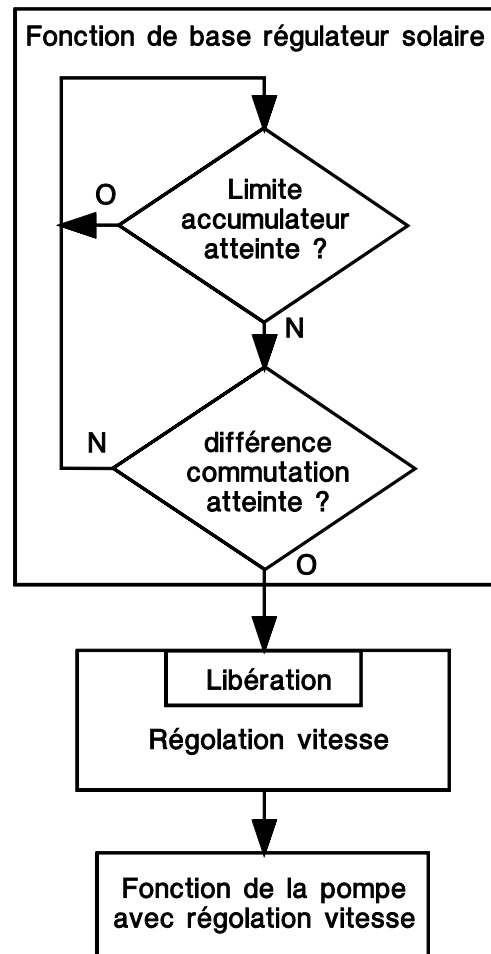 Fonction de base régulateur solaire
O
Limite
accumulateur
atteinte ?
N
N
différence
commutation
atteinte ?
O
Libération
Régolation vitesse
Fonction de la pompe
avec régolation vitesse